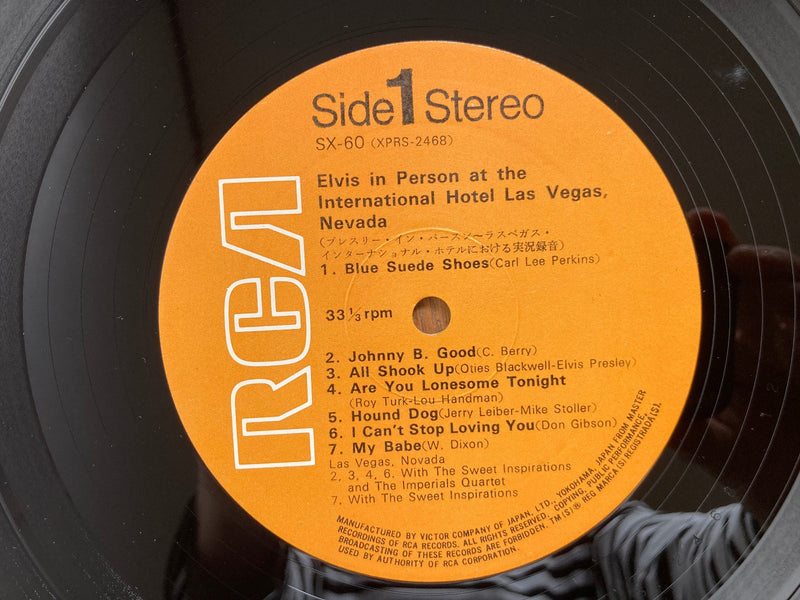 Side 1 Stereo
SX-60 (XPRS-2468)
RCA
Elvis in Person at the
International Hotel Las Vegas,
Nevada
(プレスリー・イン・パースン〜ラスベガス・
インターナショナル・ホテルにおける実況録音)
1. Blue Suede Shoes(Carl Lee Perkins)
33 1/3 rpm
2. Johnny B. Good(C. Berry)
3. All Shook Up(Oties Blackwell-Elvis Presley)
4. Are You Lonesome Tonight
(Roy Turk-Lou Handman)
5. Hound Dog(Jerry Leiber-Mike Stoller)
6. I Can't Stop Loving You(Don Gibson)
7. My Babe(W. Dixon)
Las Vegas, Novada
2, 3, 4, 6. With The Sweet Inspirations
and The Imperials Quartet
7. With The Sweet Inspirations
MANUFACTURED BY VICTOR COMPANY OF JAPAN, LTD., YOKOHAMA, JAPAN FROM MASTER
RECORDINGS OF RCA RECORDS. ALL RIGHTS RESERVED. COPYING, PUBLIC PERFORMANCE,
BROADCASTING OF THESE RECORDS ARE FORBIDDEN. TM(S)® REG MARCA(S) REGISTRADA(S).
USED BY AUTHORITY OF RCA CORPORATION.